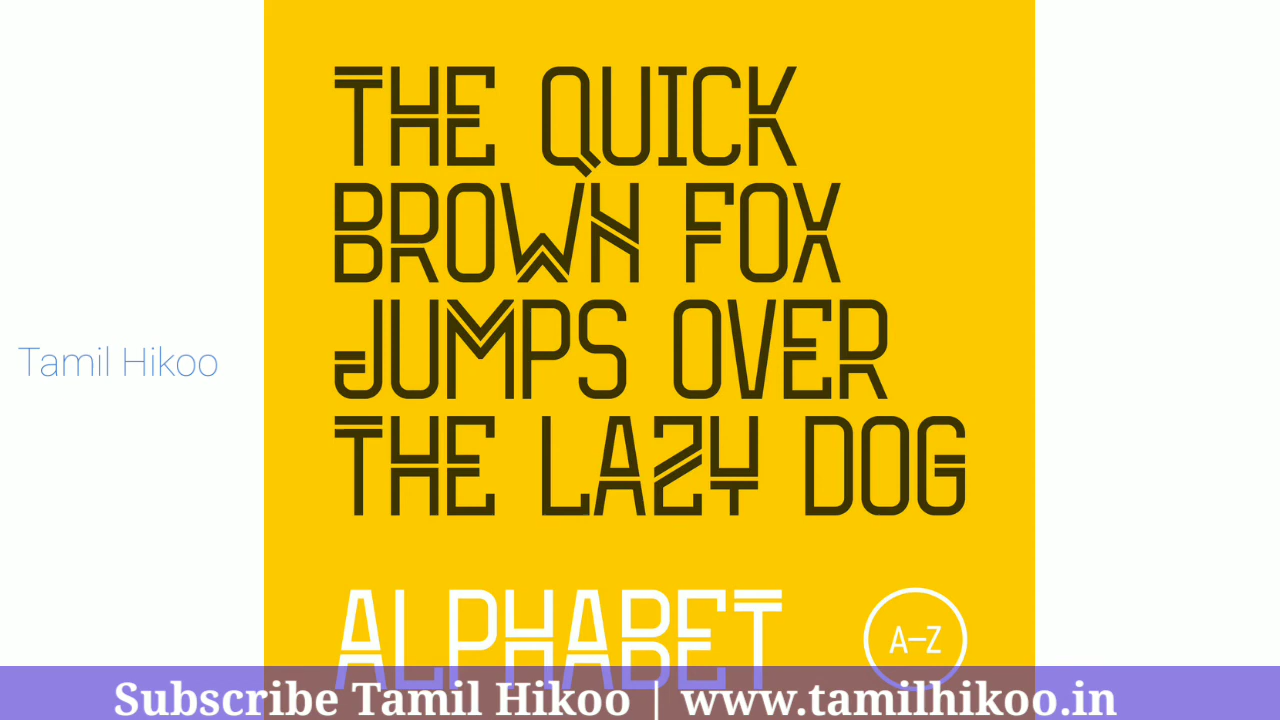 THE QUICK
BROWN FOX
JUMPS OVER
THE LAZY DOG
Tamil Hikoo
ALPHABET
A–Z
Subscribe Tamil Hikoo | www.tamilhikoo.in